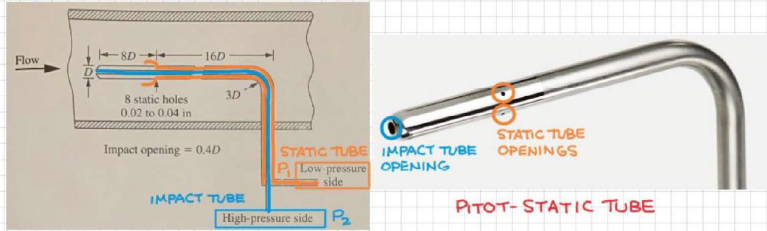 Flow
8D
16D
D
3D
8 static holes
0.02 to 0.04 in
Impact opening = 0.4D
STATIC TUBE
P1 Low-pressure
side
IMPACT TUBE
High-pressure side P2
IMPACT TUBE
OPENING
STATIC TUBE
OPENINGS
PITOT-STATIC TUBE